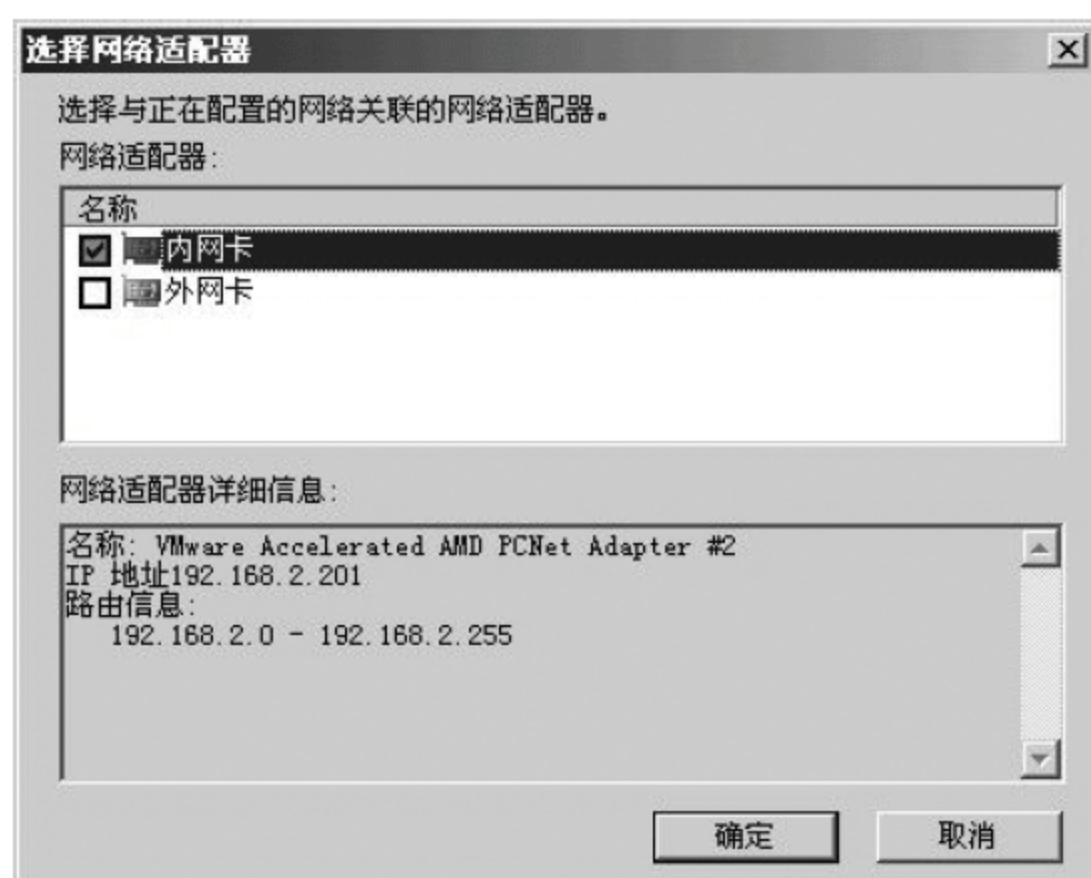 选择网络适配器
选择与正在配置的网络关联的网络适配器。
网络适配器:
名称
内网卡
外网卡
网络适配器详细信息:
名称: VMware Accelerated AMD PCNet Adapter #2
IP 地址192.168.2.201
路由信息:
192.168.2.0 - 192.168.2.255
确定 取消